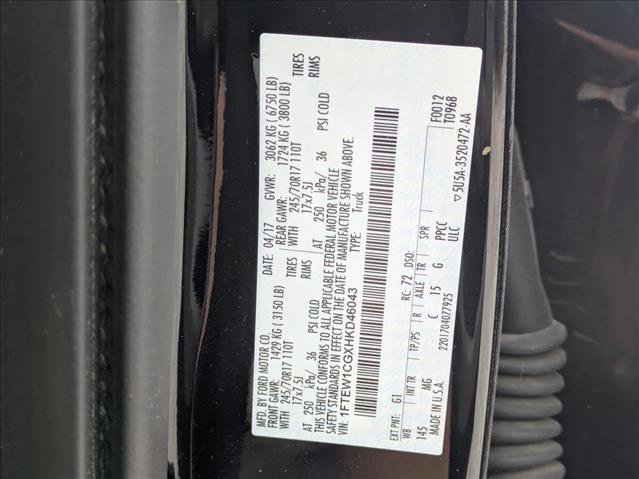 MFD. BY FORD MOTOR CO.
DATE: 04/17 GVWR: 3062 KG ( 6750 LB)
FRONT GAWR: 1429 KG ( 3150 LB) REAR GAWR: 1724 KG ( 3800 LB)
WITH 245/70R17 110T TIRES WITH 245/70R17 110T TIRES
17x7.5J RIMS 17x7.5J RIMS
AT 250 kPa/ 36 PSI COLD AT 250 kPa/ 36 PSI COLD
THIS VEHICLE CONFORMS TO ALL APPLICABLE FEDERAL MOTOR VEHICLE
SAFETY STANDARDS IN EFFECT ON THE DATE OF MANUFACTURE SHOWN ABOVE.
VIN: 1FTEW1CGXHKD46043 TYPE: Truck
F0012
T0968
EXT PNT: G1 RC: 72 DSO:
WB INT TR TP/PS R AXLE TR SPR
145 MG C 15 G PPCC
2201704077925 ULC
▽5U5A-3520472-AA